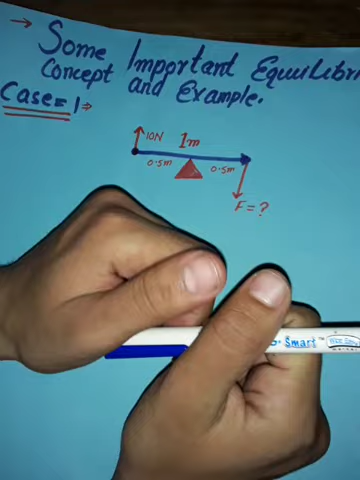 → Some Important Equilibri
Concept and Example.
Case=1⇒
10N 1m
0.5m 0.5m
F=?
Smart